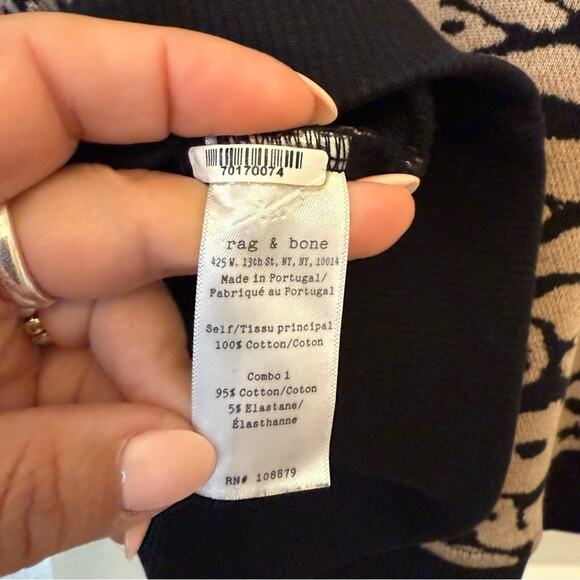 70170074
rag & bone
425 W. 13th St, NY, NY, 10014
Made in Portugal/
Fabriqué au Portugal
Self/Tissu principal
100% Cotton/Coton
Combo 1
95% Cotton/Coton
5% Elastane/
Élasthanne
RN# 108879